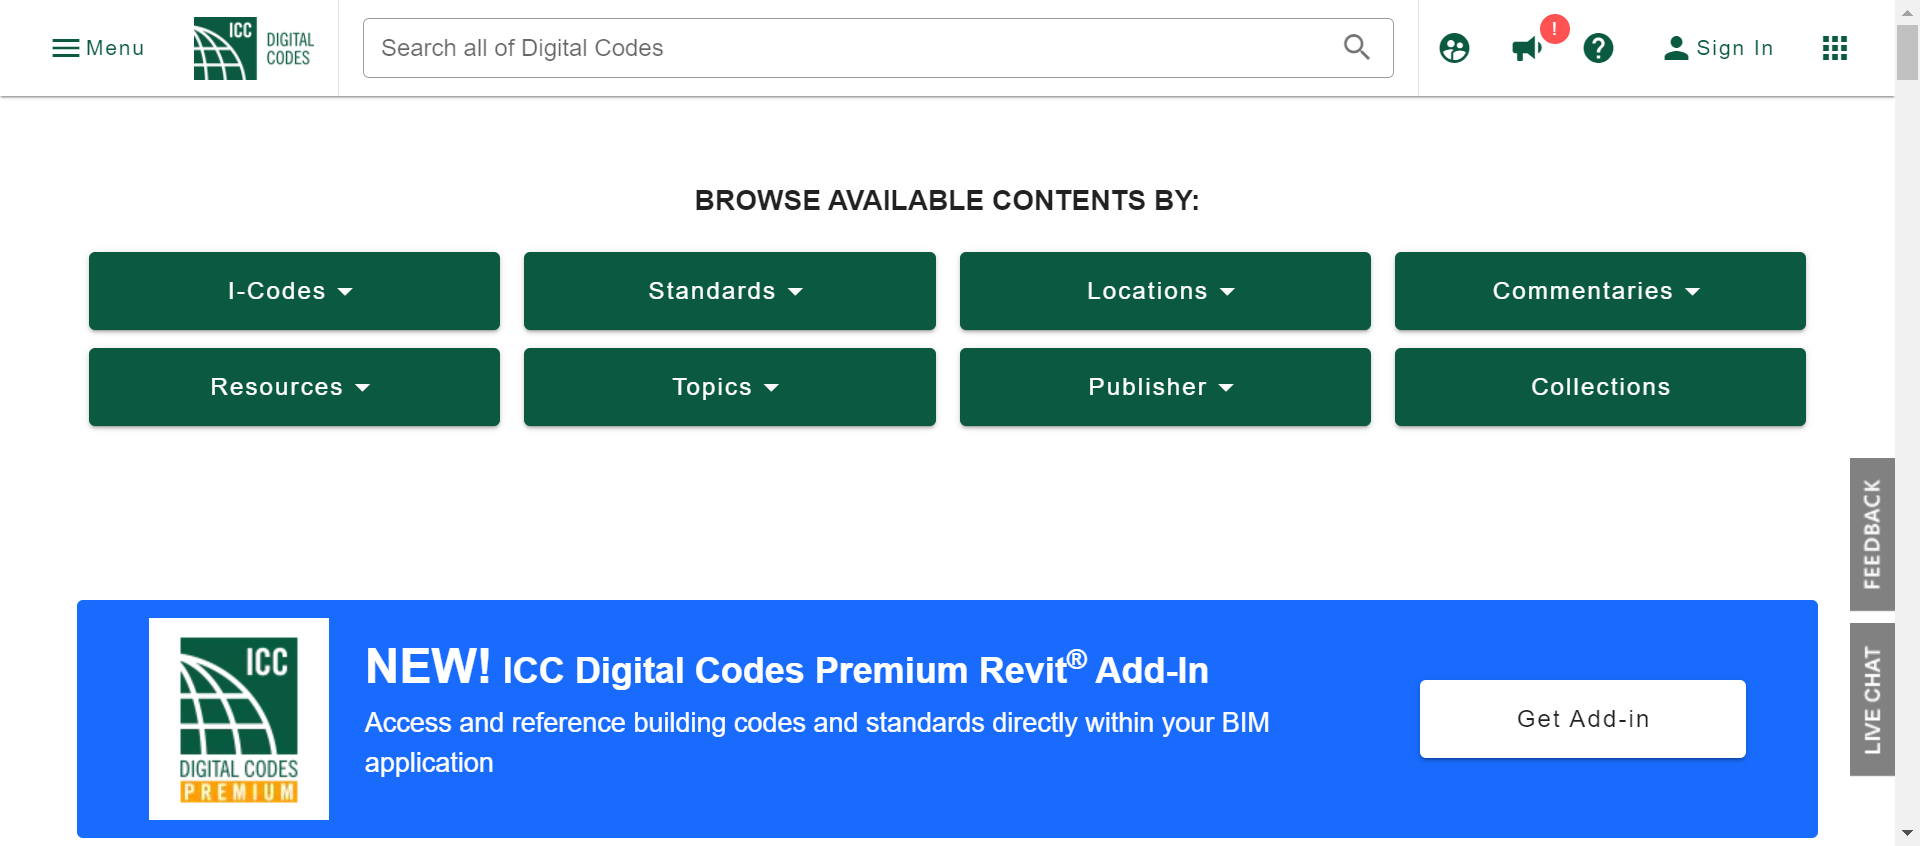 Menu
ICC
DIGITAL
CODES
Search all of Digital Codes
!
?
Sign In
BROWSE AVAILABLE CONTENTS BY:
I-Codes
Standards
Locations
Commentaries
Resources
Topics
Publisher
Collections
FEEDBACK
LIVE CHAT
ICC
DIGITAL CODES
PREMIUM
NEW! ICC Digital Codes Premium Revit® Add-In
Access and reference building codes and standards directly within your BIM
application
Get Add-in